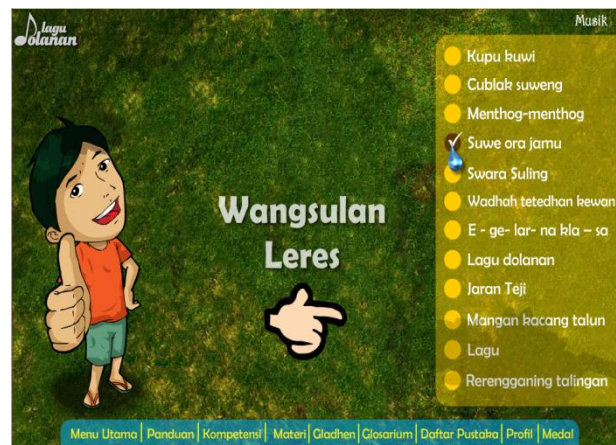 lagu
Dolanan
Musik
Kupu kuwi
Cublak suweng
Menthog-menthog
Suwe ora jamu
Swara Suling
Wadhah tetedhan kewan
E - ge- lar- na kla – sa
Lagu dolanan
Jaran Teji
Mangan kacang talun
Lagu
Rerengganing talingan
Wangsulan
Leres
Menu Utama | Panduan | Kompetensi | Materi | Gladhen | Glosarium | Daftar Pustaka | Profil | Medal